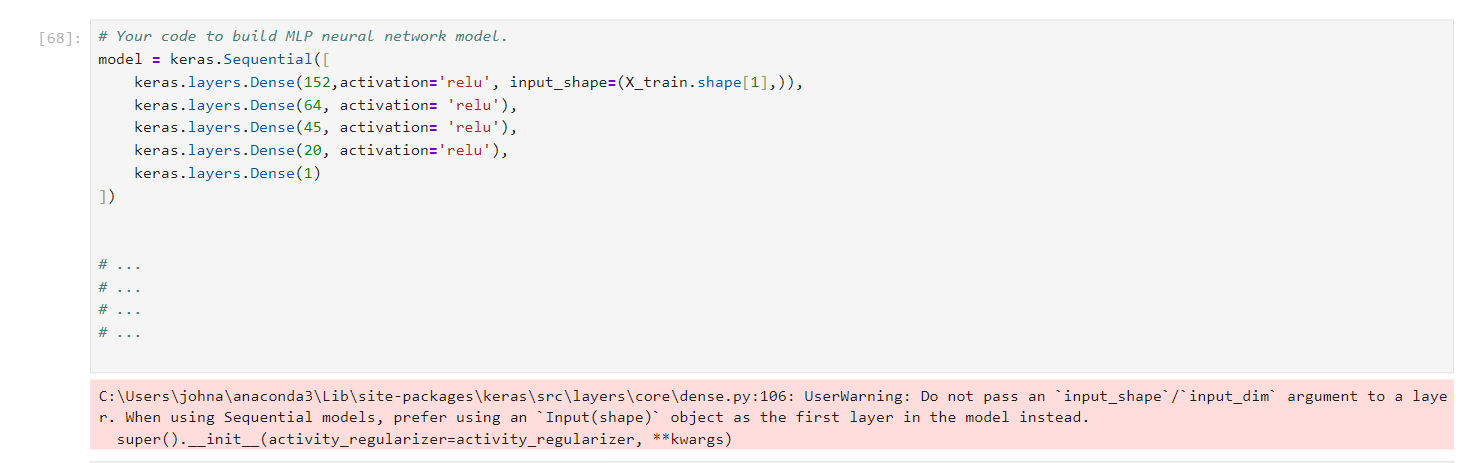 [68]: # Your code to build MLP neural network model.
model = keras.Sequential([
    keras.layers.Dense(152,activation='relu', input_shape=(X_train.shape[1],)),
    keras.layers.Dense(64, activation= 'relu'),
    keras.layers.Dense(45, activation= 'relu'),
    keras.layers.Dense(20, activation='relu'),
    keras.layers.Dense(1)
])
# ...
# ...
# ...
# ...
C:\Users\johna\anaconda3\Lib\site-packages\keras\src\layers\core\dense.py:106: UserWarning: Do not pass an `input_shape`/`input_dim` argument to a laye
r. When using Sequential models, prefer using an `Input(shape)` object as the first layer in the model instead.
  super().__init__(activity_regularizer=activity_regularizer, **kwargs)